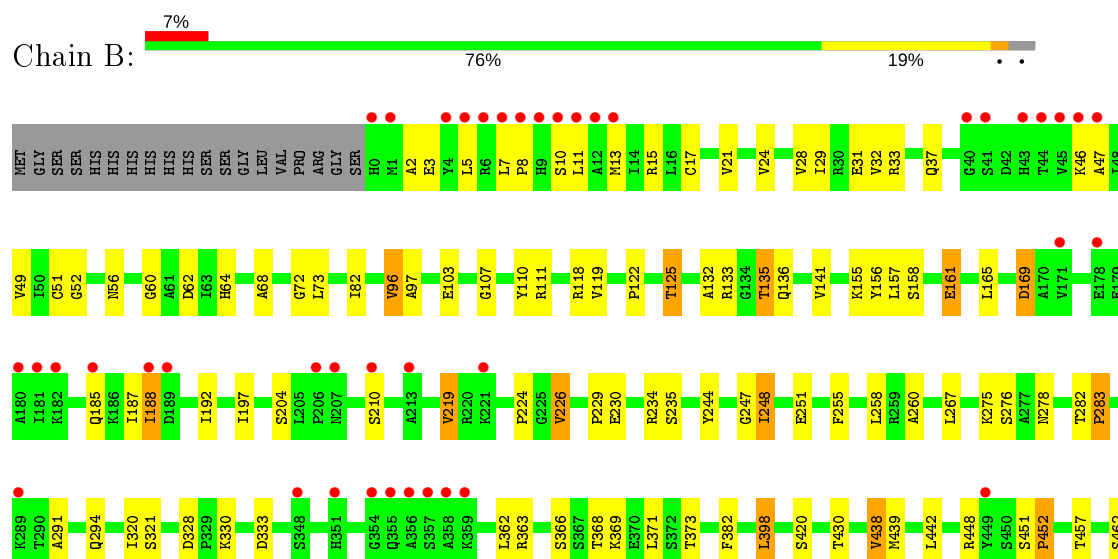 7%
Chain B:
76% 19% • •
MET GLY SER SER HIS HIS HIS HIS HIS HIS SER SER GLY LEU VAL PRO ARG GLY SER H0 M1 A2 E3 Y4 L5 R6 L7 P8 H9 S10 L11 A12 M13 I14 R15 L16 C17 V21 V24 V28 I29 R30 E31 V32 R33 Q37 G40 S41 D42 H43 T44 V45 K46 A47 I48
V49 I50 C51 G52 N56 G60 A61 D62 I63 H64 A68 G72 L73 I82 V96 A97 E103 G107 Y110 R111 R118 V119 P122 T125 A132 R133 G134 T135 Q136 V141 K155 Y156 L157 S158 E161 L165 D169 A170 V171 E178 E179
A180 I181 K182 Q185 K186 I187 I188 D189 I192 I197 S204 L205 P206 N207 S210 A213 V219 R220 K221 P224 G225 V226 P229 E230 R234 S235 Y244 G247 I248 E251 F255 L258 R259 A260 L267 K275 S276 A277 N278 T282 P283
K289 T290 A291 Q294 I320 S321 D328 P329 K330 D333 S348 H351 G354 Q355 A356 S357 A358 K359 L362 R363 S366 S367 T368 K369 E370 L371 S372 T373 F382 L398 S420 T430 V438 M439 L442 R448 Y449 S450 S451 P452 T457